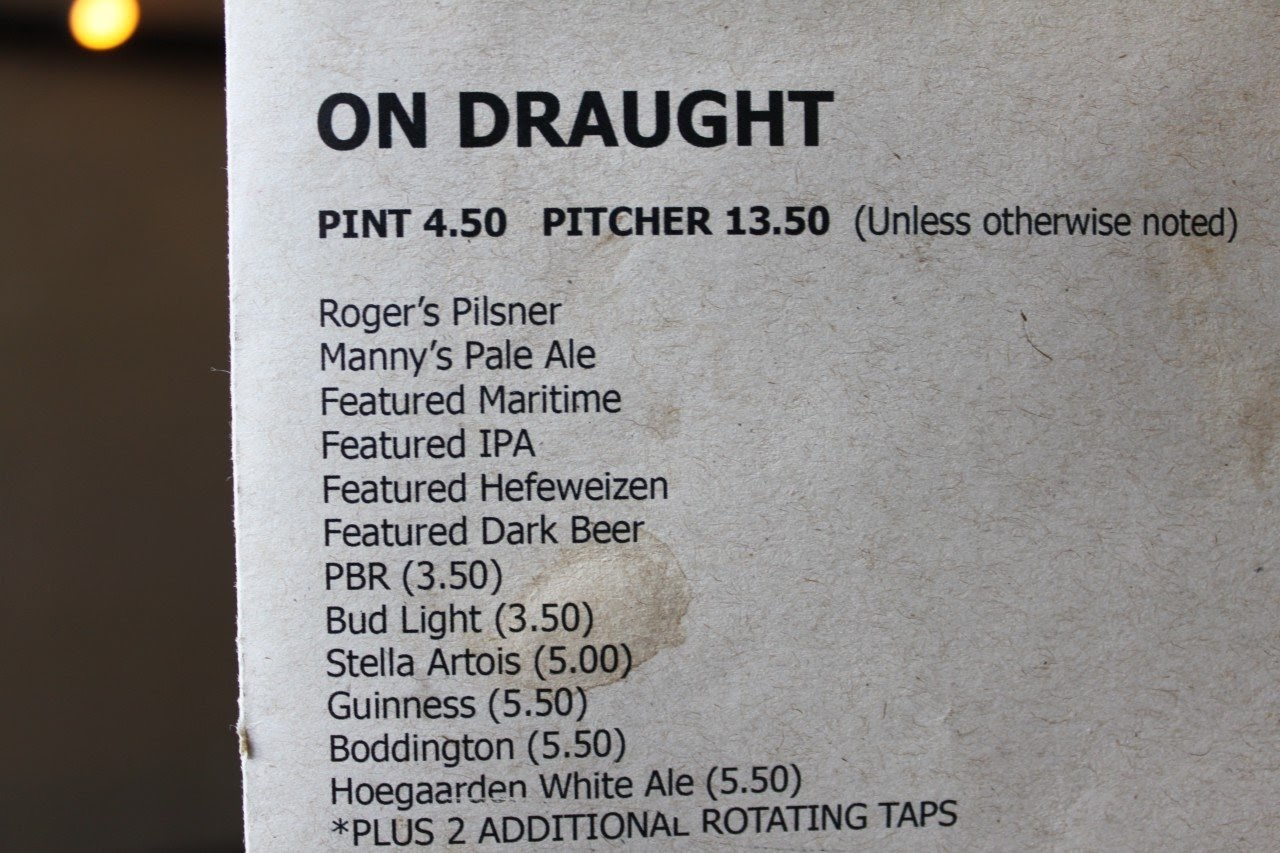 ON DRAUGHT
PINT 4.50 PITCHER 13.50 (Unless otherwise noted)
Roger's Pilsner
Manny's Pale Ale
Featured Maritime
Featured IPA
Featured Hefeweizen
Featured Dark Beer
PBR (3.50)
Bud Light (3.50)
Stella Artois (5.00)
Guinness (5.50)
Boddington (5.50)
Hoegaarden White Ale (5.50)
*PLUS 2 ADDITIONAL ROTATING TAPS